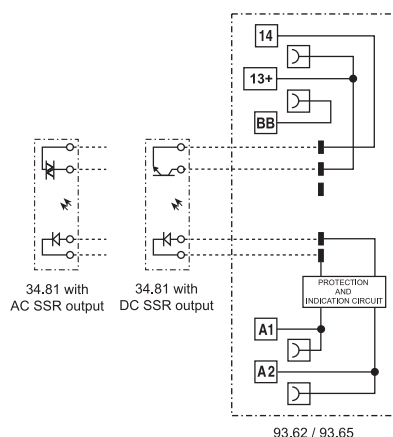 14
13+
BB
34.81 with
AC SSR output
34.81 with
DC SSR output
PROTECTION
AND
INDICATION CIRCUIT
A1
A2
93.62 / 93.65